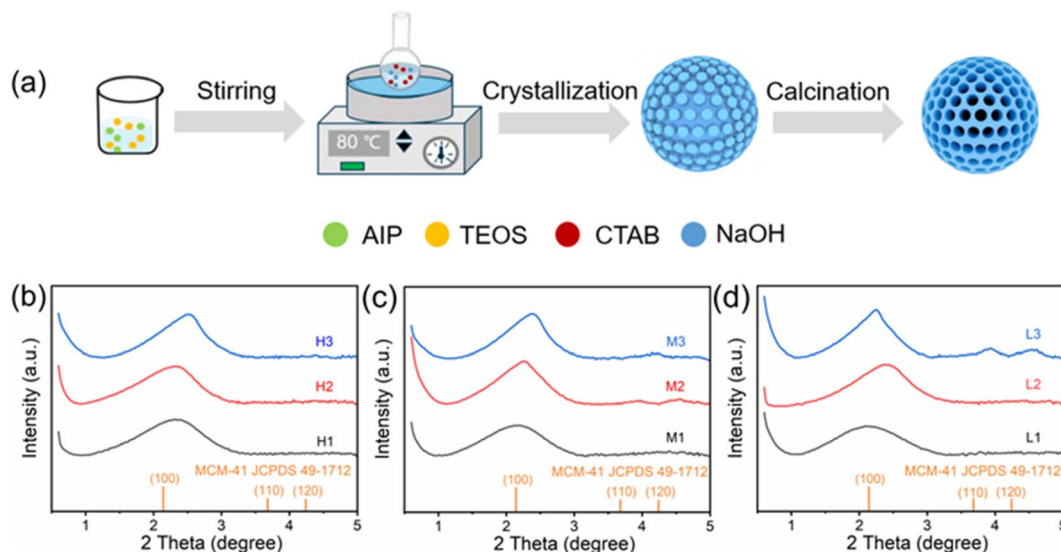 (a)
Stirring
80 ℃
Crystallization
Calcination
AIP
TEOS
CTAB
NaOH
(b)
Intensity (a.u.)
H3
H2
H1
MCM-41 JCPDS 49-1712
(100)
(110)
(120)
1 2 3 4 5
2 Theta (degree)
(c)
Intensity (a.u.)
M3
M2
M1
MCM-41 JCPDS 49-1712
(100)
(110)
(120)
1 2 3 4 5
2 Theta (degree)
(d)
Intensity (a.u.)
L3
L2
L1
MCM-41 JCPDS 49-1712
(100)
(110)
(120)
1 2 3 4 5
2 Theta (degree)